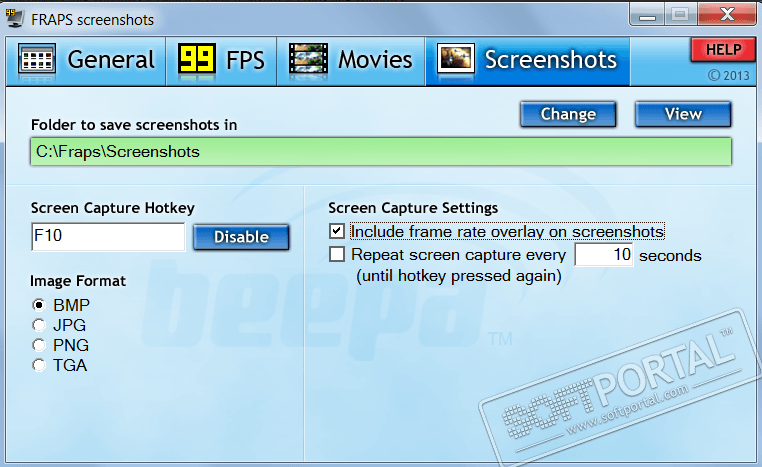 99 FRAPS screenshots
General
99 FPS
Movies
Screenshots
HELP
© 2013
Change
View
Folder to save screenshots in
C:\Fraps\Screenshots
Screen Capture Hotkey
F10
Disable
Image Format
BMP
JPG
PNG
TGA
Screen Capture Settings
Include frame rate overlay on screenshots
Repeat screen capture every 10 seconds
(until hotkey pressed again)
beepa™
SOFTPORTAL™
www.softportal.com